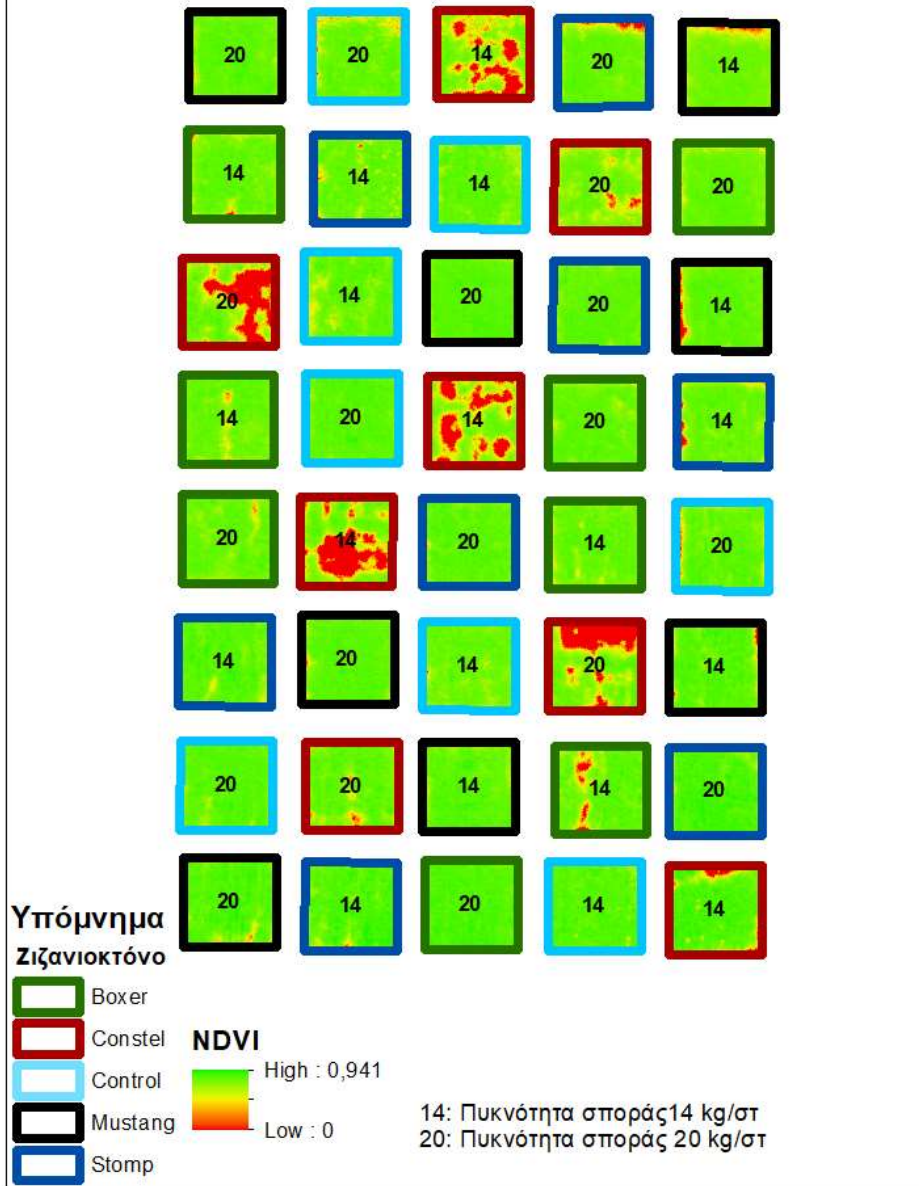 20 20 14 20 14
14 14 14 20 20
20 14 20 20 14
14 20 14 20 14
20 14 20 14 20
14 20 14 20 14
20 20 14 14 20
20 14 20 14 14
Υπόμνημα
Ζιζανιοκτόνο
Boxer
Constel
Control
Mustang
Stomp
NDVI
High : 0,941
Low : 0
14: Πυκνότητα σποράς14 kg/στ
20: Πυκνότητα σποράς 20 kg/στ